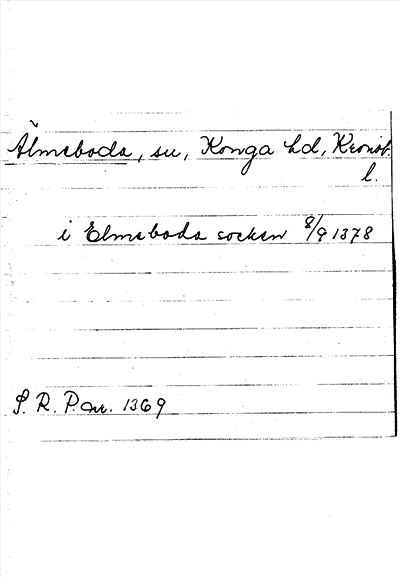 Älmeboda, sn, Konga hd, Kronob.
l.
i Elmeboda socken 8/9 1378
S. R. P. nr. 1369